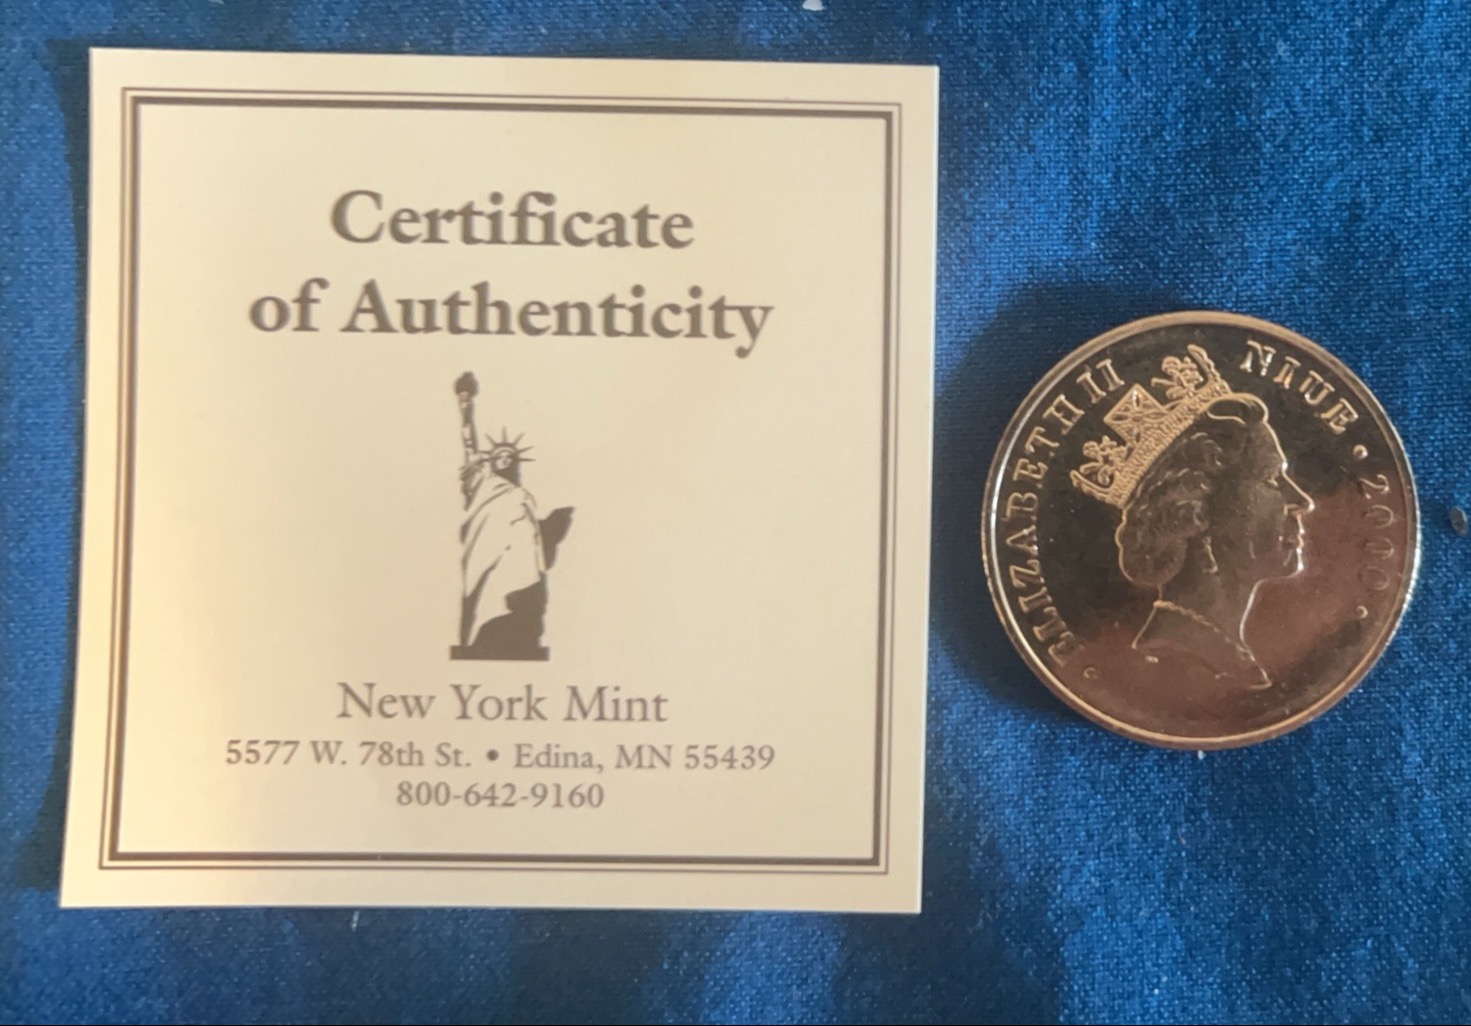 Certificate
of Authenticity
New York Mint
5577 W. 78th St. • Edina, MN 55439
800-642-9160
ELIZABETH II NIUE • 2000 •